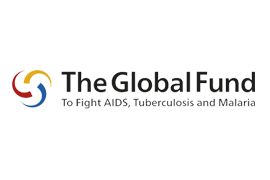 The Global Fund
To Fight AIDS, Tuberculosis and Malaria